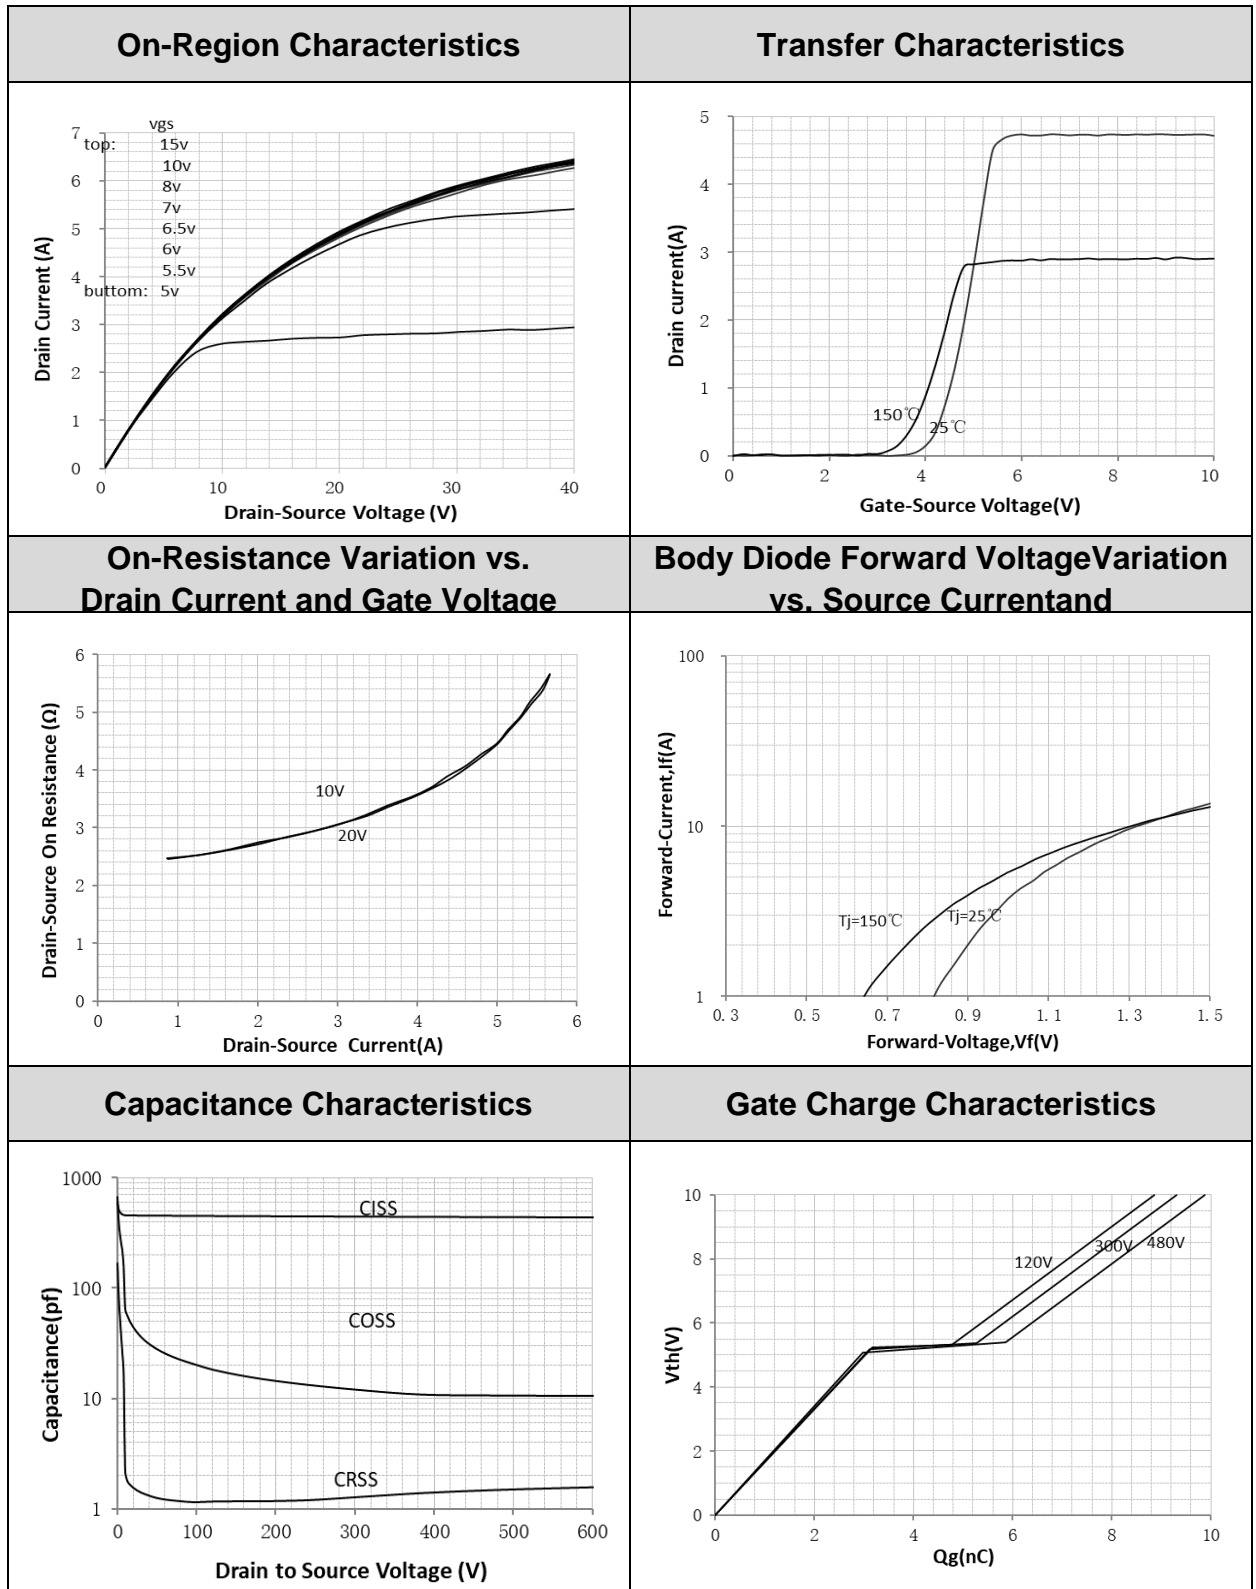 On-Region Characteristics
Transfer Characteristics
vgs
7
top: 15v
10v
6
8v
7v
5
6.5v
6v
4
5.5v
buttom: 5v
3
2
1
0
0 10 20 30 40
Drain Current (A)
Drain-Source Voltage (V)
5
4
3
2
1
0
150℃
25℃
0 2 4 6 8 10
Drain current(A)
Gate-Source Voltage(V)
On-Resistance Variation vs.
Drain Current and Gate Voltage
Body Diode Forward VoltageVariation
vs. Source Currentand
6
5
4
3
2
1
0
10V
20V
0 1 2 3 4 5 6
Drain-Source On Resistance (Ω)
Drain-Source Current(A)
100
10
1
Tj=150℃
Tj=25℃
0.3 0.5 0.7 0.9 1.1 1.3 1.5
Forward-Current,If(A)
Forward-Voltage,Vf(V)
Capacitance Characteristics
Gate Charge Characteristics
1000
100
10
1
CISS
COSS
CRSS
0 100 200 300 400 500 600
Capacitance(pf)
Drain to Source Voltage (V)
10
8
6
4
2
0
120V
300V
480V
0 2 4 6 8 10
Vth(V)
Qg(nC)